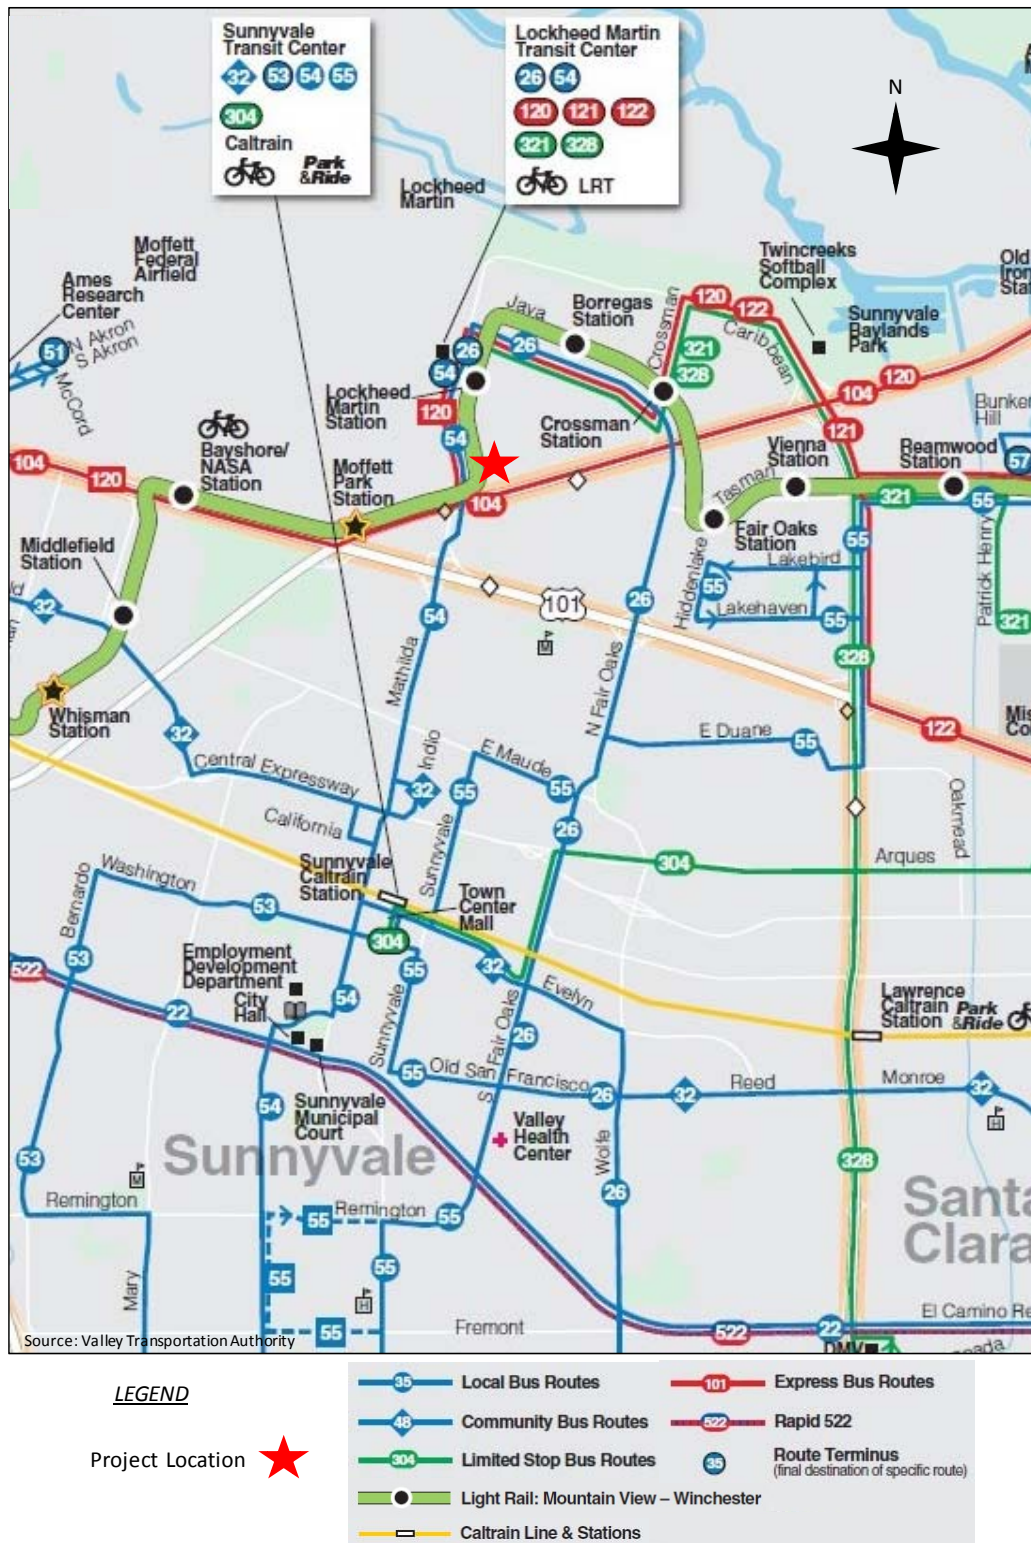 Sunnyvale
Transit Center
32 53 54 55
304
Caltrain
Park
&Ride
Lockheed Martin
Transit Center
26 54
120 121 122
321 328
LRT
N
Lockheed
Martin
Moffett
Federal
Airfield
Ames
Research
Center
N Akron
S Akron
51
McCord
Twincreeks
Softball
Complex
Old
Iron
Stat
Sunnyvale
Baylands
Park
Java
Borregas
Station
Crossman
120
122
Caribbean
321
328
26
26
54
Lockheed
Martin
Station
120
54
Crossman
Station
104
120
121
Bunker
Hill
57
Bayshore/
NASA
Station
Moffett
Park
Station
104
120
104
Vienna
Station
Reamwood
Station
Tasman
321
55
Fair Oaks
Station
Middlefield
Station
32
Hiddenlake
Lakebird
55
55
Lakehaven
55
Patrick Henry
321
101
26
54
Mathilda
N Fair Oaks
328
Whisman
Station
32
Mis
Co
122
E Duane
55
Indio
E Maude
55
55
Central Expressway
32
California
Sunnyvale
26
Oakmead
304
Arques
Washington
Bernardo
Sunnyvale
Caltrain
Station
53
Town
Center
Mall
304
53
522
Employment
Development
Department
City
Hall
55
32
Evelyn
54
22
Sunnyvale
S Fair Oaks
26
Lawrence
Caltrain
Station
Park
&Ride
55
Old San Francisco
26
32
Reed
Monroe
32
54
Sunnyvale
Municipal
Court
Valley
Health
Center
Wolfe
H
Sunnyvale
53
M
M
328
26
Remington
55
Remington
55
Santa
Clara
Mary
55
55
H
55
Fremont
522
22
El Camino Re
DMV
Source: Valley Transportation Authority
LEGEND
Project Location
35 Local Bus Routes
48 Community Bus Routes
304 Limited Stop Bus Routes
Light Rail: Mountain View – Winchester
Caltrain Line & Stations
101 Express Bus Routes
522 Rapid 522
35 Route Terminus
(final destination of specific route)